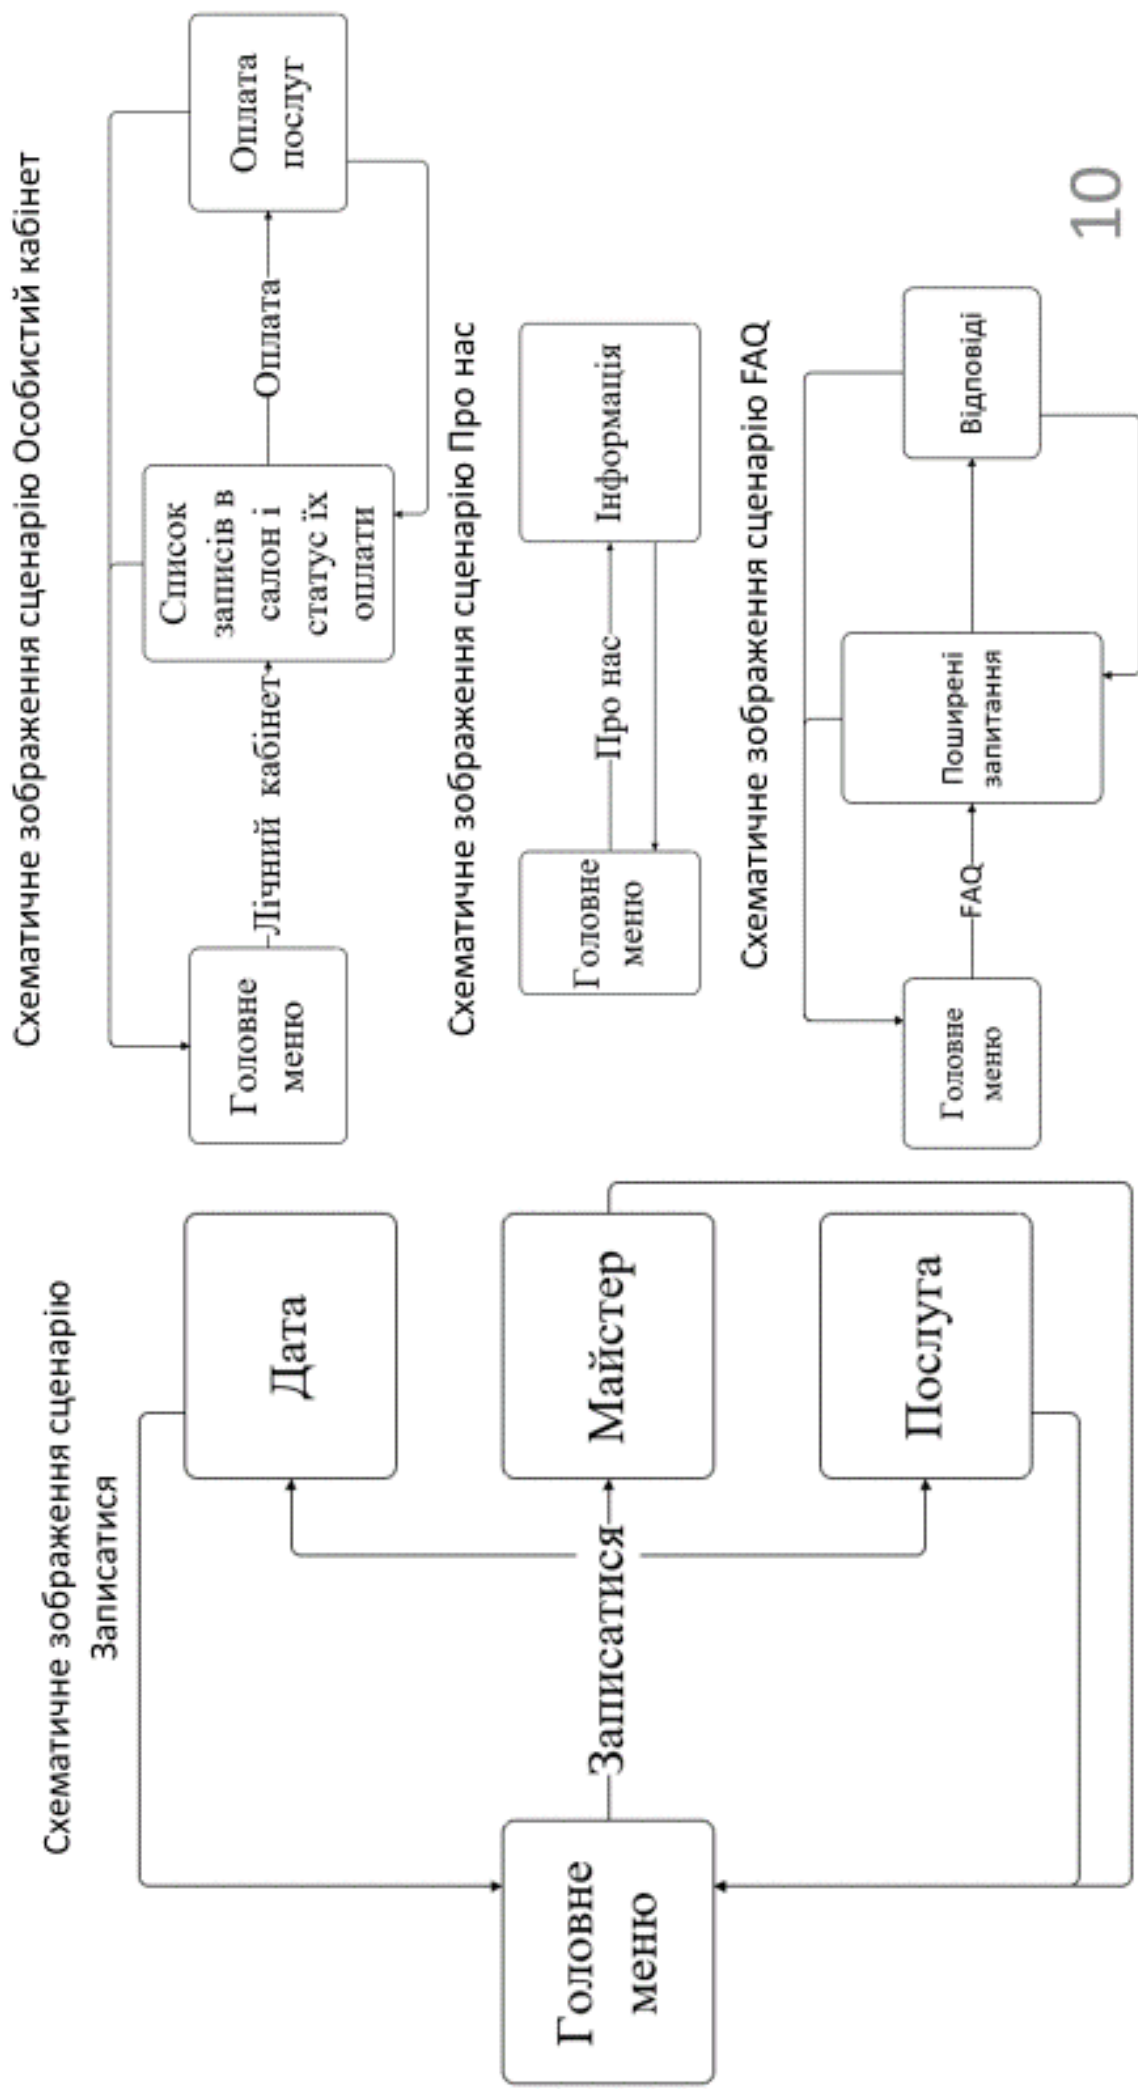 Схематичне зображення сценарію
Записатися
Головне
меню
Записатися
Дата
Майстер
Послуга
Схематичне зображення сценарію Особистий кабінет
Головне
меню
Лічний кабінет
Список
записів в
салон і
статус їх
оплати
Оплата
Оплата
послуг
Схематичне зображення сценарію Про нас
Головне
меню
Про нас
Інформація
Схематичне зображення сценарію FAQ
Головне
меню
FAQ
Поширені
запитання
Відповіді
10